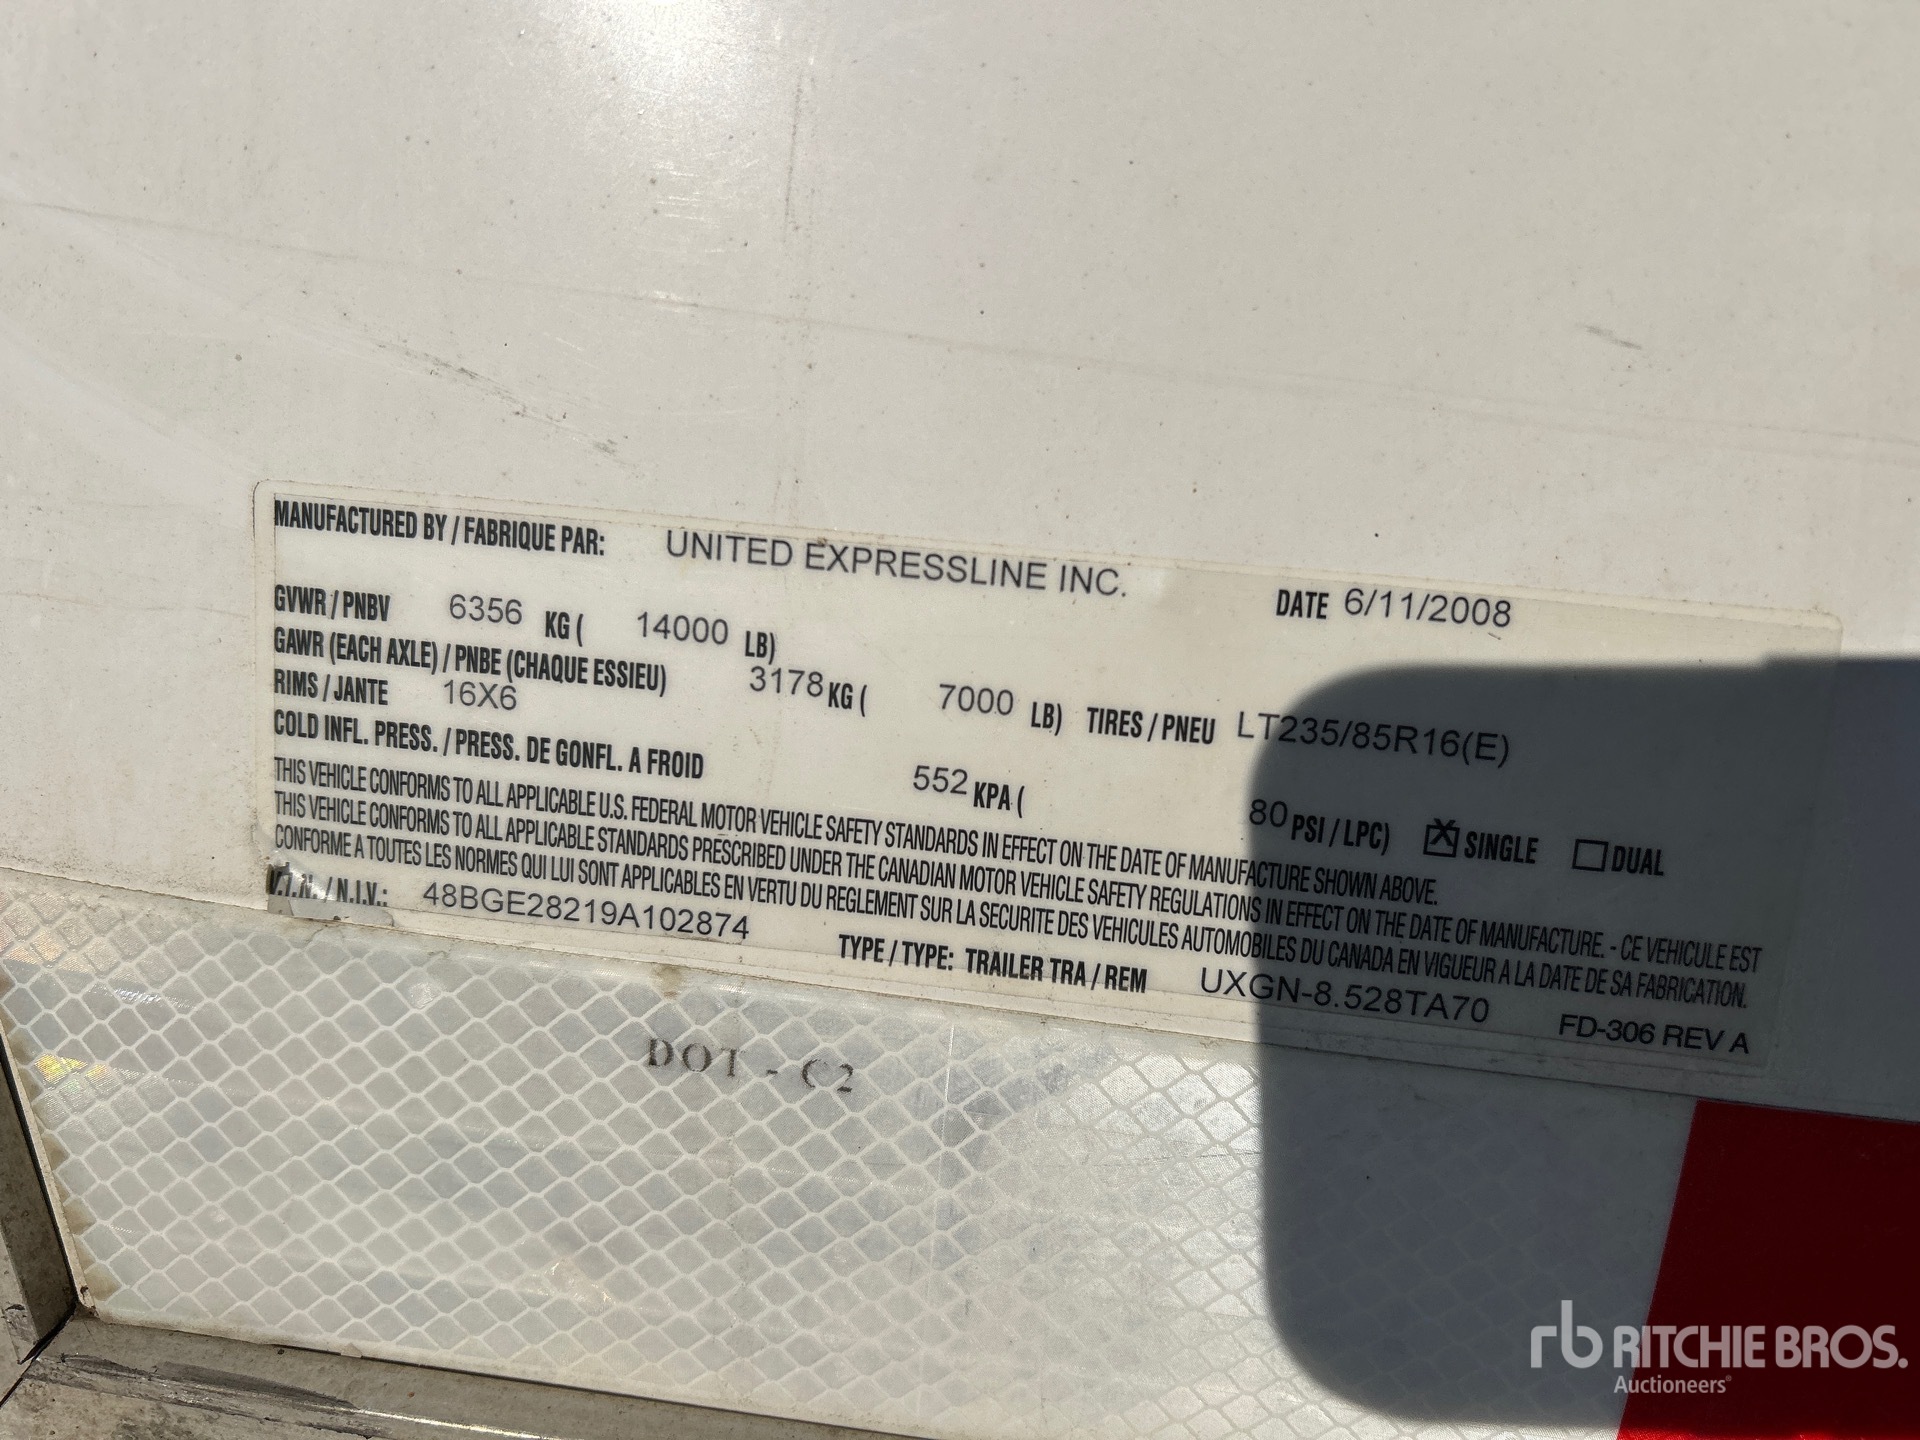 MANUFACTURED BY / FABRIQUE PAR: UNITED EXPRESSLINE INC. DATE 6/11/2008
GVWR / PNBV 6356 KG ( 14000 LB)
GAWR (EACH AXLE) / PNBE (CHAQUE ESSIEU) 3178 KG ( 7000 LB) TIRES / PNEU LT235/85R16(E)
RIMS / JANTE 16X6
COLD INFL. PRESS. / PRESS. DE GONFL. A FROID 552 KPA ( 80 PSI / LPC) X SINGLE DUAL
THIS VEHICLE CONFORMS TO ALL APPLICABLE U.S. FEDERAL MOTOR VEHICLE SAFETY STANDARDS IN EFFECT ON THE DATE OF MANUFACTURE SHOWN ABOVE.
THIS VEHICLE CONFORMS TO ALL APPLICABLE STANDARDS PRESCRIBED UNDER THE CANADIAN MOTOR VEHICLE SAFETY REGULATIONS IN EFFECT ON THE DATE OF MANUFACTURE. - CE VEHICULE EST
CONFORME A TOUTES LES NORMES QUI LUI SONT APPLICABLES EN VERTU DU REGLEMENT SUR LA SECURITE DES VEHICULES AUTOMOBILES DU CANADA EN VIGUEUR A LA DATE DE SA FABRICATION.
V.I.N. / N.I.V.: 48BGE28219A102874 TYPE / TYPE: TRAILER TRA / REM UXGN-8.528TA70 FD-306 REV A
DOT - C2
rb RITCHIE BROS.
Auctioneers®